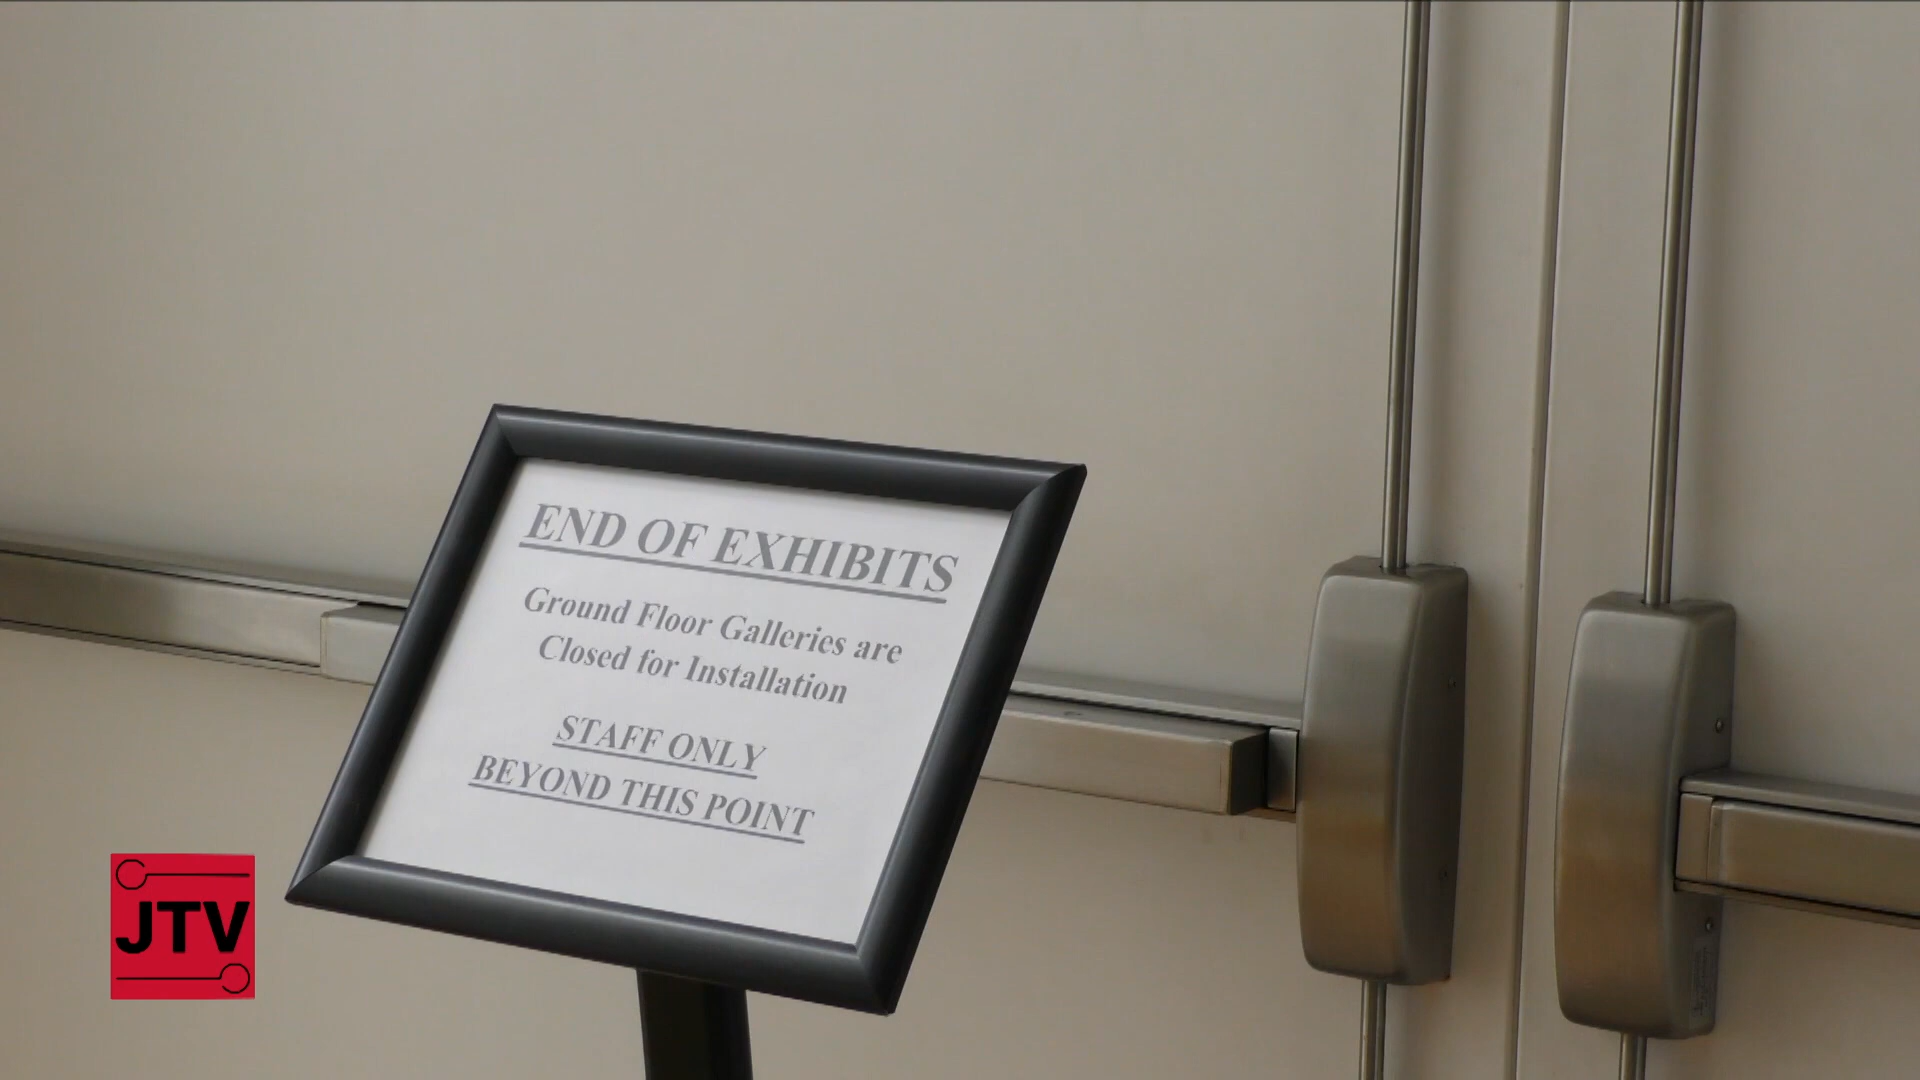 END OF EXHIBITS
Ground Floor Galleries are
Closed for Installation
STAFF ONLY
BEYOND THIS POINT
JTV